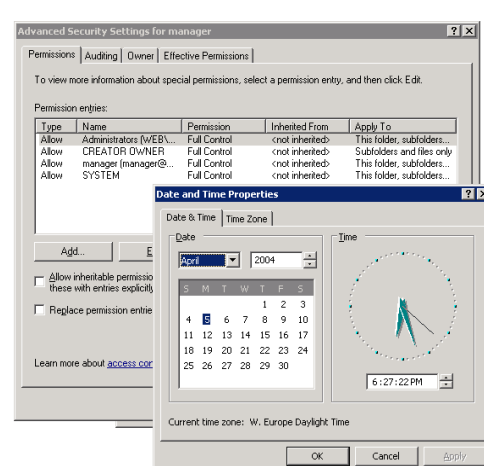 Advanced Security Settings for manager
Permissions Auditing Owner Effective Permissions
To view more information about special permissions, select a permission entry, and then click Edit.
Permission entries:
Type Name Permission Inherited From Apply To
Allow Administrators (WEB\... Full Control <not inherited> This folder, subfolders...
Allow CREATOR OWNER Full Control <not inherited> Subfolders and files only
Allow manager (manager@... Full Control <not inherited> This folder, subfolders...
Allow SYSTEM Full Control <not inherited> This folder, subfolders...
Add... E
Allow inheritable permissio
these with entries explicitly
Replace permission entrie
Learn more about access con
Date and Time Properties
Date & Time Time Zone
Date
April 2004
S M T W T F S
1 2 3
4 5 6 7 8 9 10
11 12 13 14 15 16 17
18 19 20 21 22 23 24
25 26 27 28 29 30
Time
6:27:22 PM
Current time zone: W. Europe Daylight Time
OK Cancel Apply